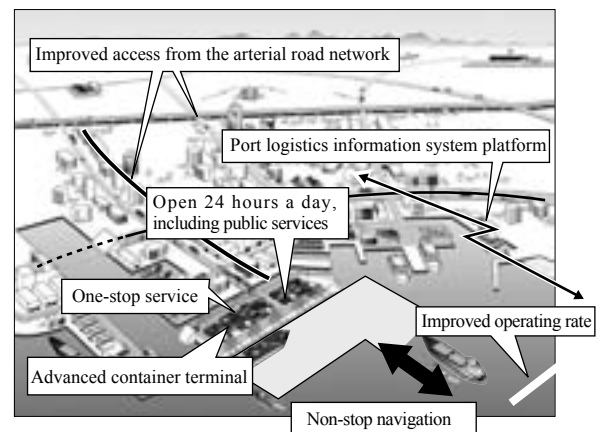 Improved access from the arterial road network
Port logistics information system platform
Open 24 hours a day,
including public services
One-stop service
Improved operating rate
Advanced container terminal
Non-stop navigation